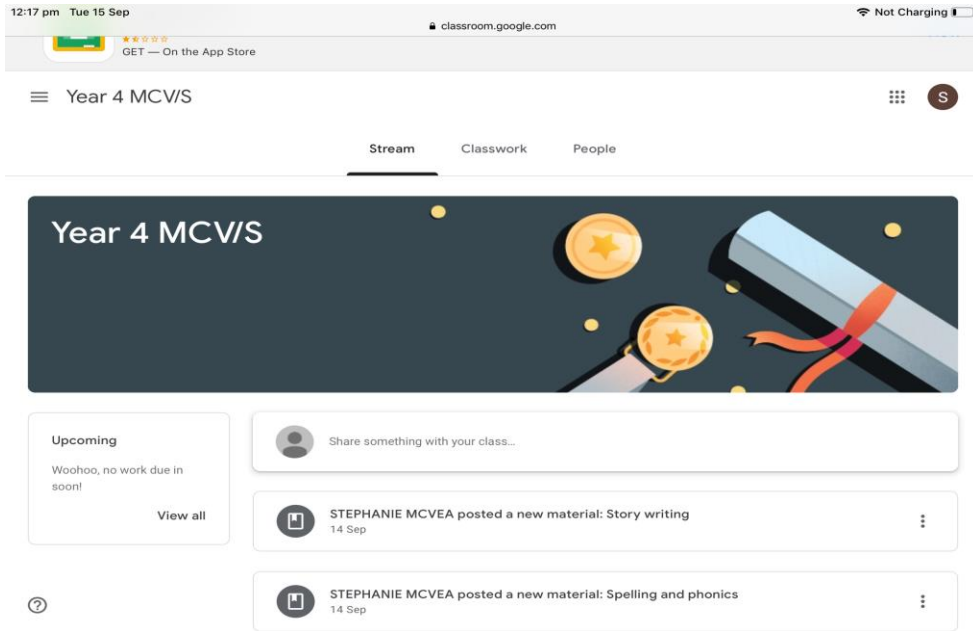 12:17 pm Tue 15 Sep
classroom.google.com
Not Charging
GET — On the App Store
Year 4 MCV/S
S
Stream Classwork People
Year 4 MCV/S
Upcoming
Woohoo, no work due in
soon!
View all
Share something with your class...
STEPHANIE MCVEA posted a new material: Story writing
14 Sep
STEPHANIE MCVEA posted a new material: Spelling and phonics
14 Sep